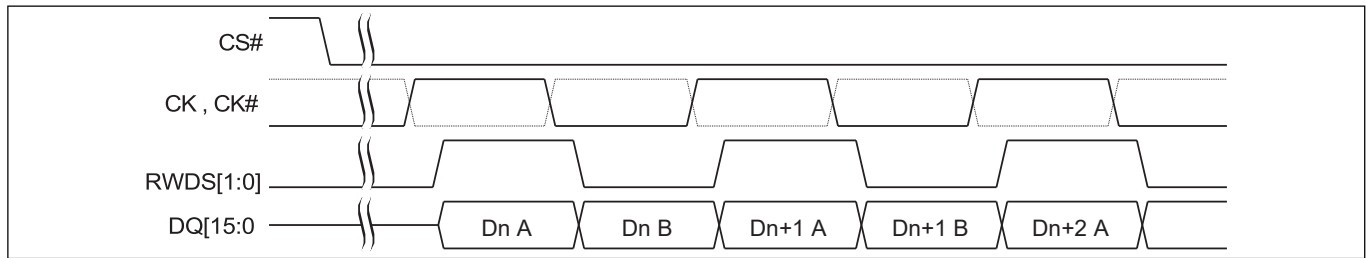 CS#
CK , CK#
RWDS[1:0]
DQ[15:0
Dn A Dn B Dn+1 A Dn+1 B Dn+2 A